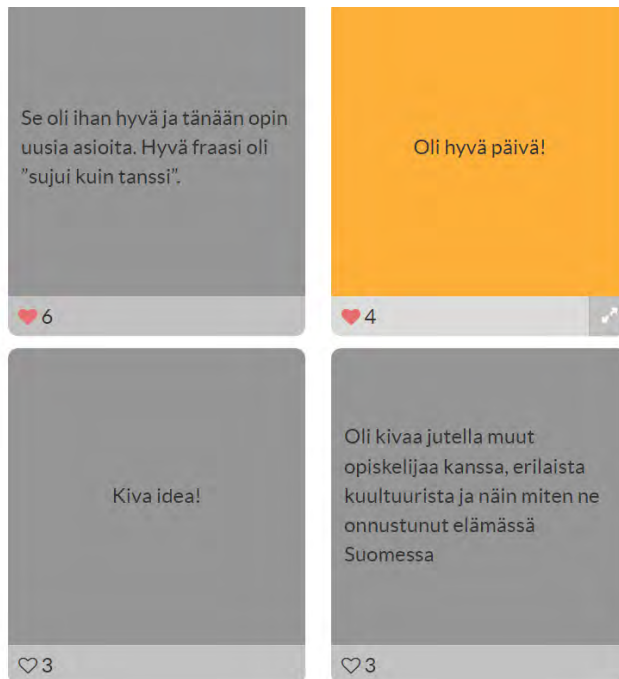 Se oli ihan hyvä ja tänään opin
uusia asioita. Hyvä fraasi oli
”sujui kuin tanssi”.
6
Oli hyvä päivä!
4
Kiva idea!
3
Oli kivaa jutella muut
opiskelijaa kanssa, erilaista
kuultuurista ja näin miten ne
onnustunut elämässä
Suomessa
3